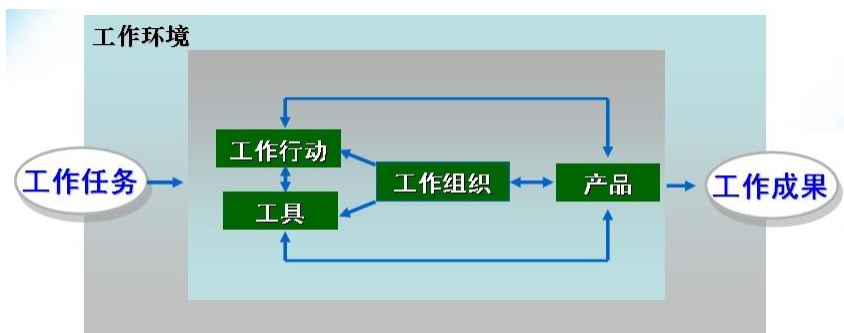 工作环境
工作行动
工作任务
工作组织
产品
工作成果
工具